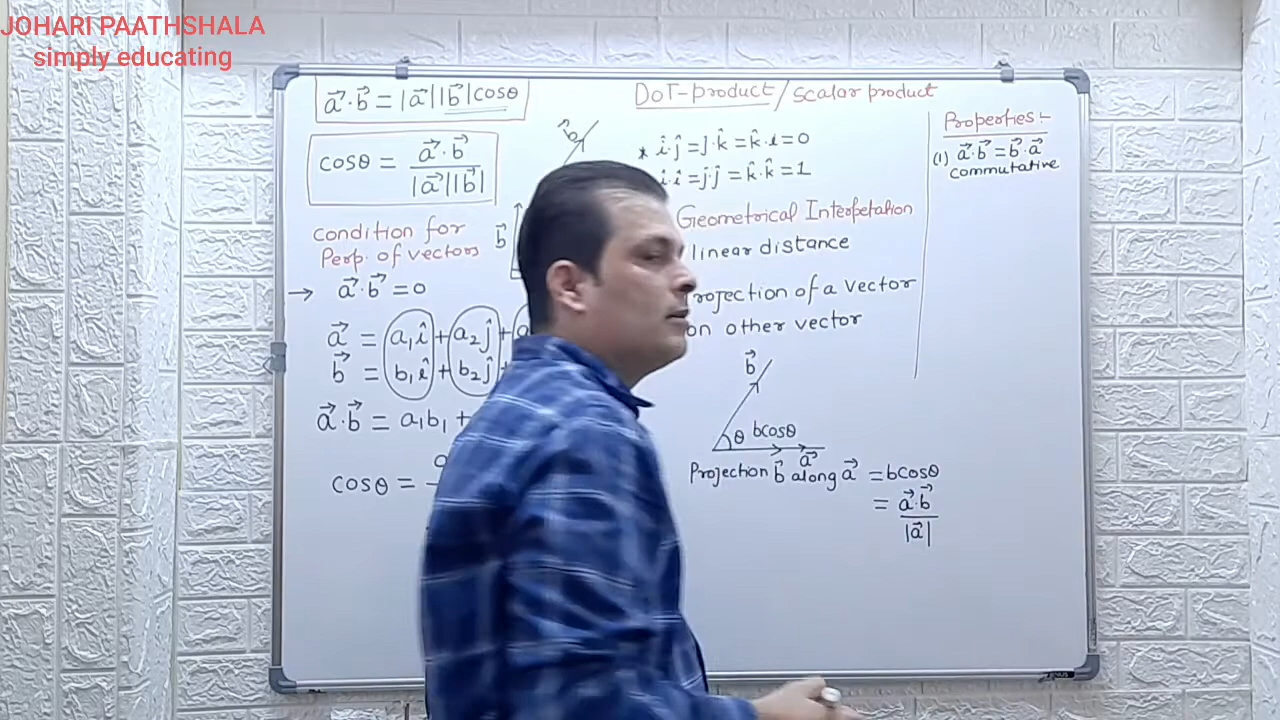 JOHARI PAATHSHALA
simply educating
a⃗·b⃗ = |a⃗||b⃗|cosθ
cosθ = a⃗·b⃗ / |a⃗||b⃗|
b⃗
condition for
Perp. of vectors
b⃗
→ a⃗·b⃗ = 0
a⃗ = a₁î + a₂ĵ +
b⃗ = b₁î + b₂ĵ +
a⃗·b⃗ = a₁b₁ +
cosθ =
DOT-product / scalar product
* î·ĵ = j·k̂ = k̂·i = 0
î·i = j·ĵ = k̂·k̂ = 1
Geometrical Interpetation
linear distance
rojection of a vector
on other vector
b⃗
θ bcosθ
a⃗
Projection b⃗ along a⃗ = bcosθ
= a⃗·b⃗ / |a⃗|
Properties:-
(1) a⃗·b⃗ = b⃗·a⃗
commutative